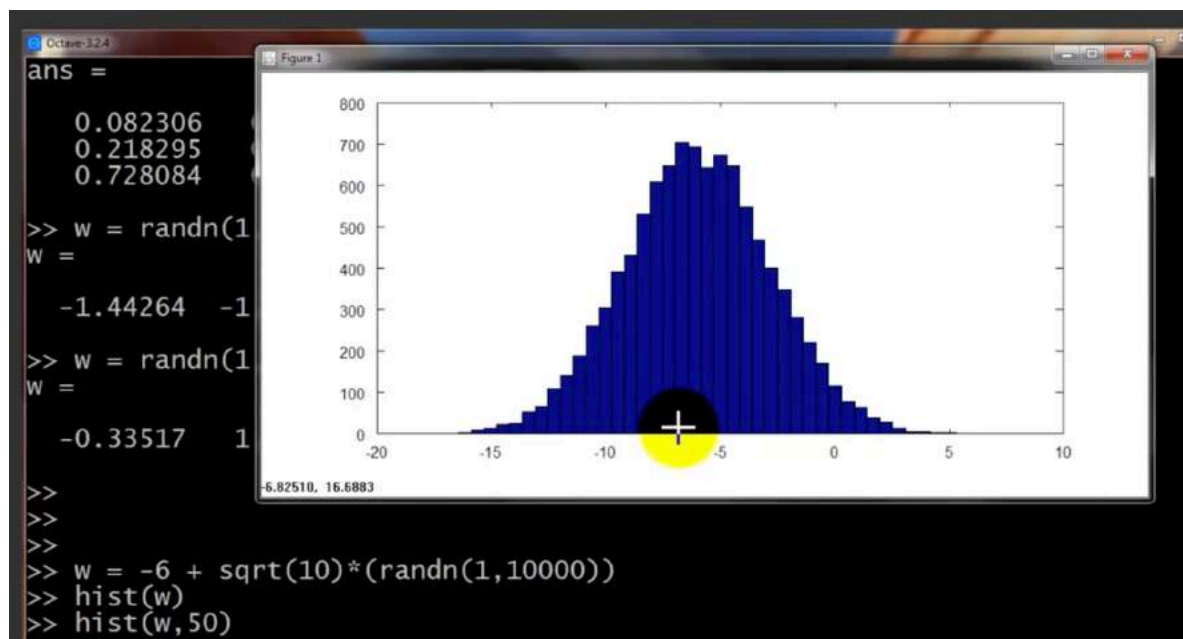 Octave-3.2.4
ans =
0.082306
0.218295
0.728084
>> w = randn(1
w =
-1.44264 -1
>> w = randn(1
w =
-0.33517 1
>>
>>
>>
>> w = -6 + sqrt(10)*(randn(1,10000))
>> hist(w)
>> hist(w,50)
Figure 1
800
700
600
500
400
300
200
100
0
-20 -15 -10 -5 0 5 10
-6.82510, 16.6883